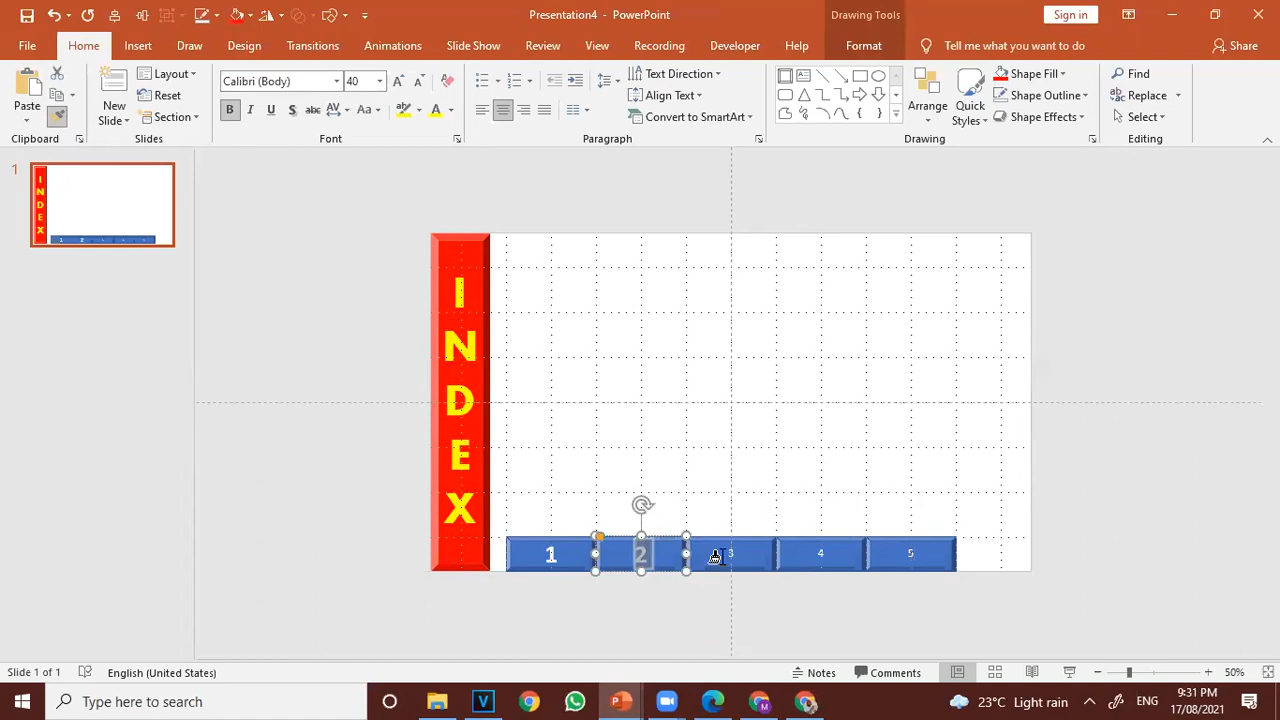 Presentation4 - PowerPoint
Drawing Tools
Sign in
File
Home
Insert
Draw
Design
Transitions
Animations
Slide Show
Review
View
Recording
Developer
Help
Format
Tell me what you want to do
Share
Paste
Clipboard
New
Slide
Layout
Reset
Section
Slides
Calibri (Body)
40
Font
Text Direction
Align Text
Convert to SmartArt
Paragraph
Arrange
Quick
Styles
Shape Fill
Shape Outline
Shape Effects
Drawing
Find
Replace
Select
Editing
1
I
N
D
E
X
1 2
I
N
D
E
X
1
2
3
4
5
Slide 1 of 1
English (United States)
Notes
Comments
50%
Type here to search
23°C Light rain
ENG
9:31 PM
17/08/2021